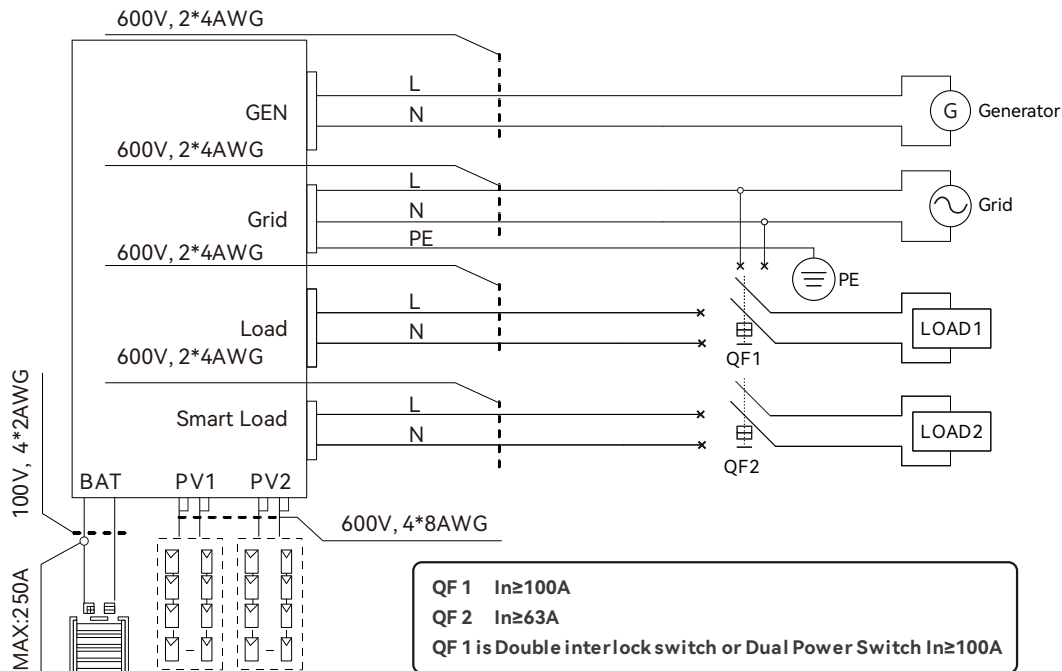 600V, 2*4AWG
GEN
L
N
G
Generator
600V, 2*4AWG
Grid
L
N
PE
Grid
PE
600V, 2*4AWG
Load
L
N
QF1
LOAD1
600V, 2*4AWG
Smart Load
L
N
QF2
LOAD2
BAT
PV1
PV2
100V, 4*2AWG
600V, 4*8AWG
MAX:250A
QF 1 In≥100A
QF 2 In≥63A
QF 1 is Double interlock switch or Dual Power Switch In≥100A